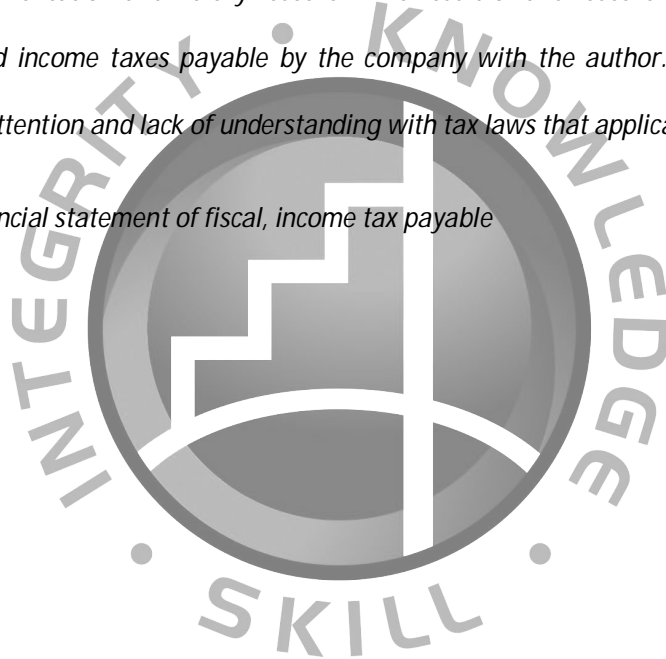 d income taxes payable by the company with the author.
ttention and lack of understanding with tax laws that applica
ncial statement of fiscal, income tax payable
INTEGRITY • KNOWLEDGE • SKILL